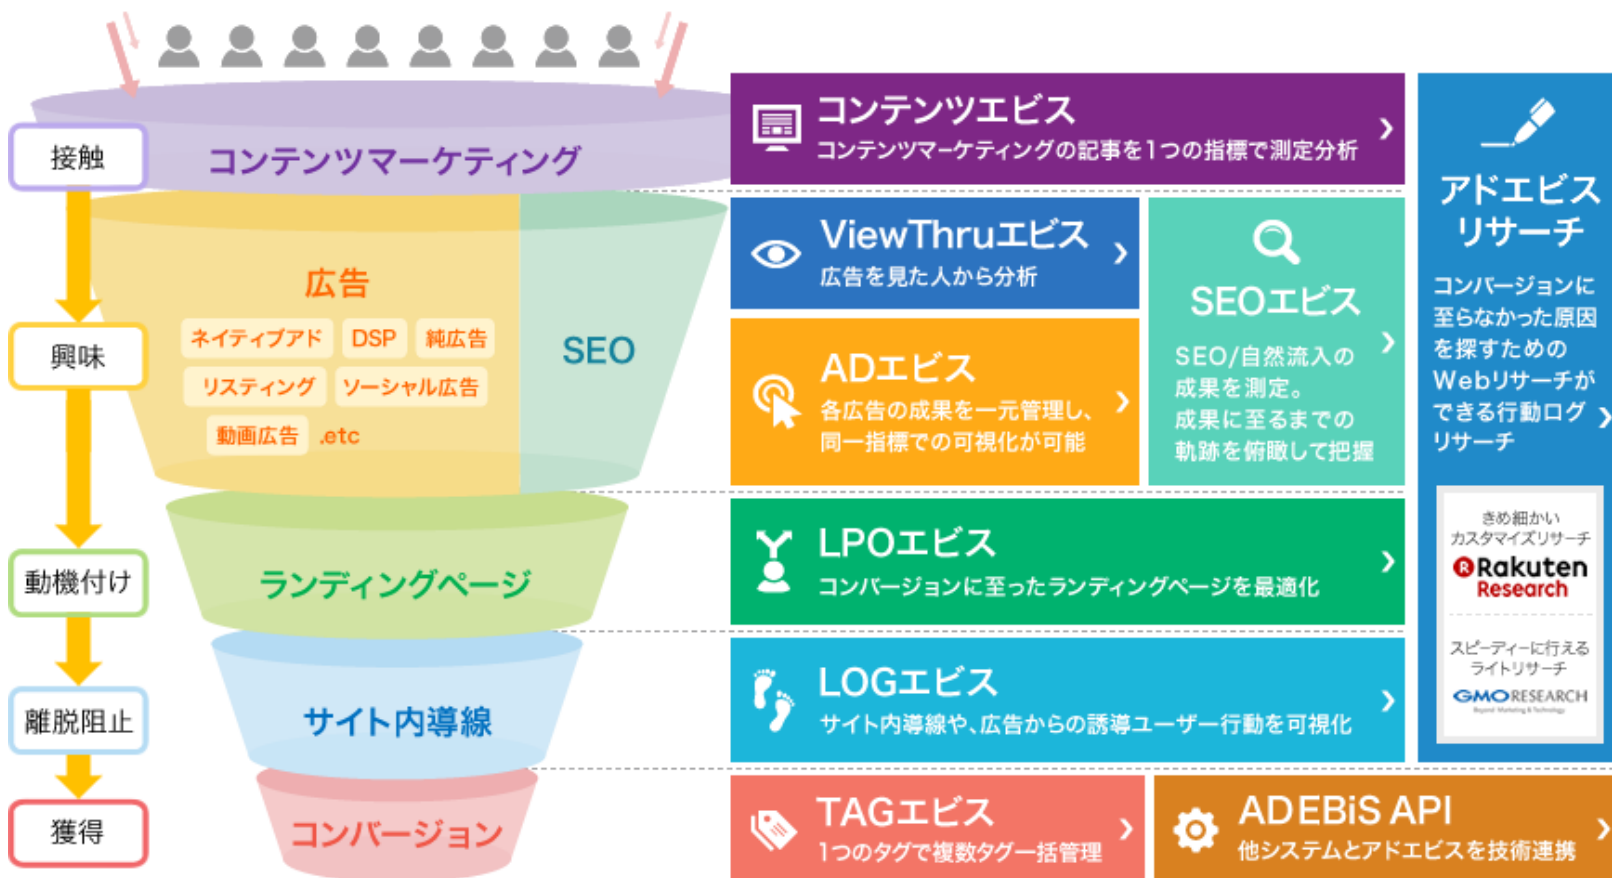 接触
興味
動機付け
離脱阻止
獲得
コンテンツマーケティング
広告
ネイティブアド
DSP
純広告
リスティング
ソーシャル広告
動画広告
.etc
SEO
ランディングページ
サイト内導線
コンバージョン
コンテンツエビス
コンテンツマーケティングの記事を1つの指標で測定分析
ViewThruエビス
広告を見た人から分析
ADエビス
各広告の成果を一元管理し、
同一指標での可視化が可能
SEOエビス
SEO/自然流入の
成果を測定。
成果に至るまでの
軌跡を俯瞰して把握
LPOエビス
コンバージョンに至ったランディングページを最適化
LOGエビス
サイト内導線や、広告からの誘導ユーザー行動を可視化
TAGエビス
1つのタグで複数タグ一括管理
AD EBiS API
他システムとアドエビスを技術連携
アドエビス
リサーチ
コンバージョンに
至らなかった原因
を探すための
Webリサーチが
できる行動ログ
リサーチ
きめ細かい
カスタマイズリサーチ
R Rakuten
Research
スピーディーに行える
ライトリサーチ
GMO RESEARCH
Beyond Marketing & Technology